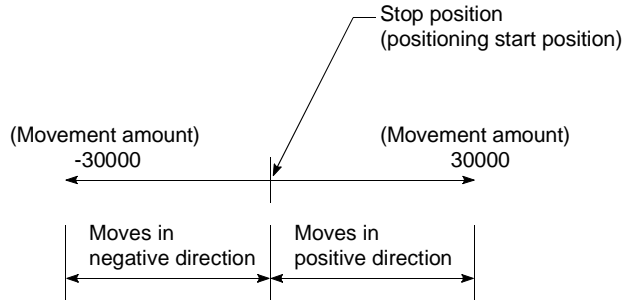 Stop position
(positioning start position)
(Movement amount)
-30000
(Movement amount)
30000
Moves in
negative direction
Moves in
positive direction